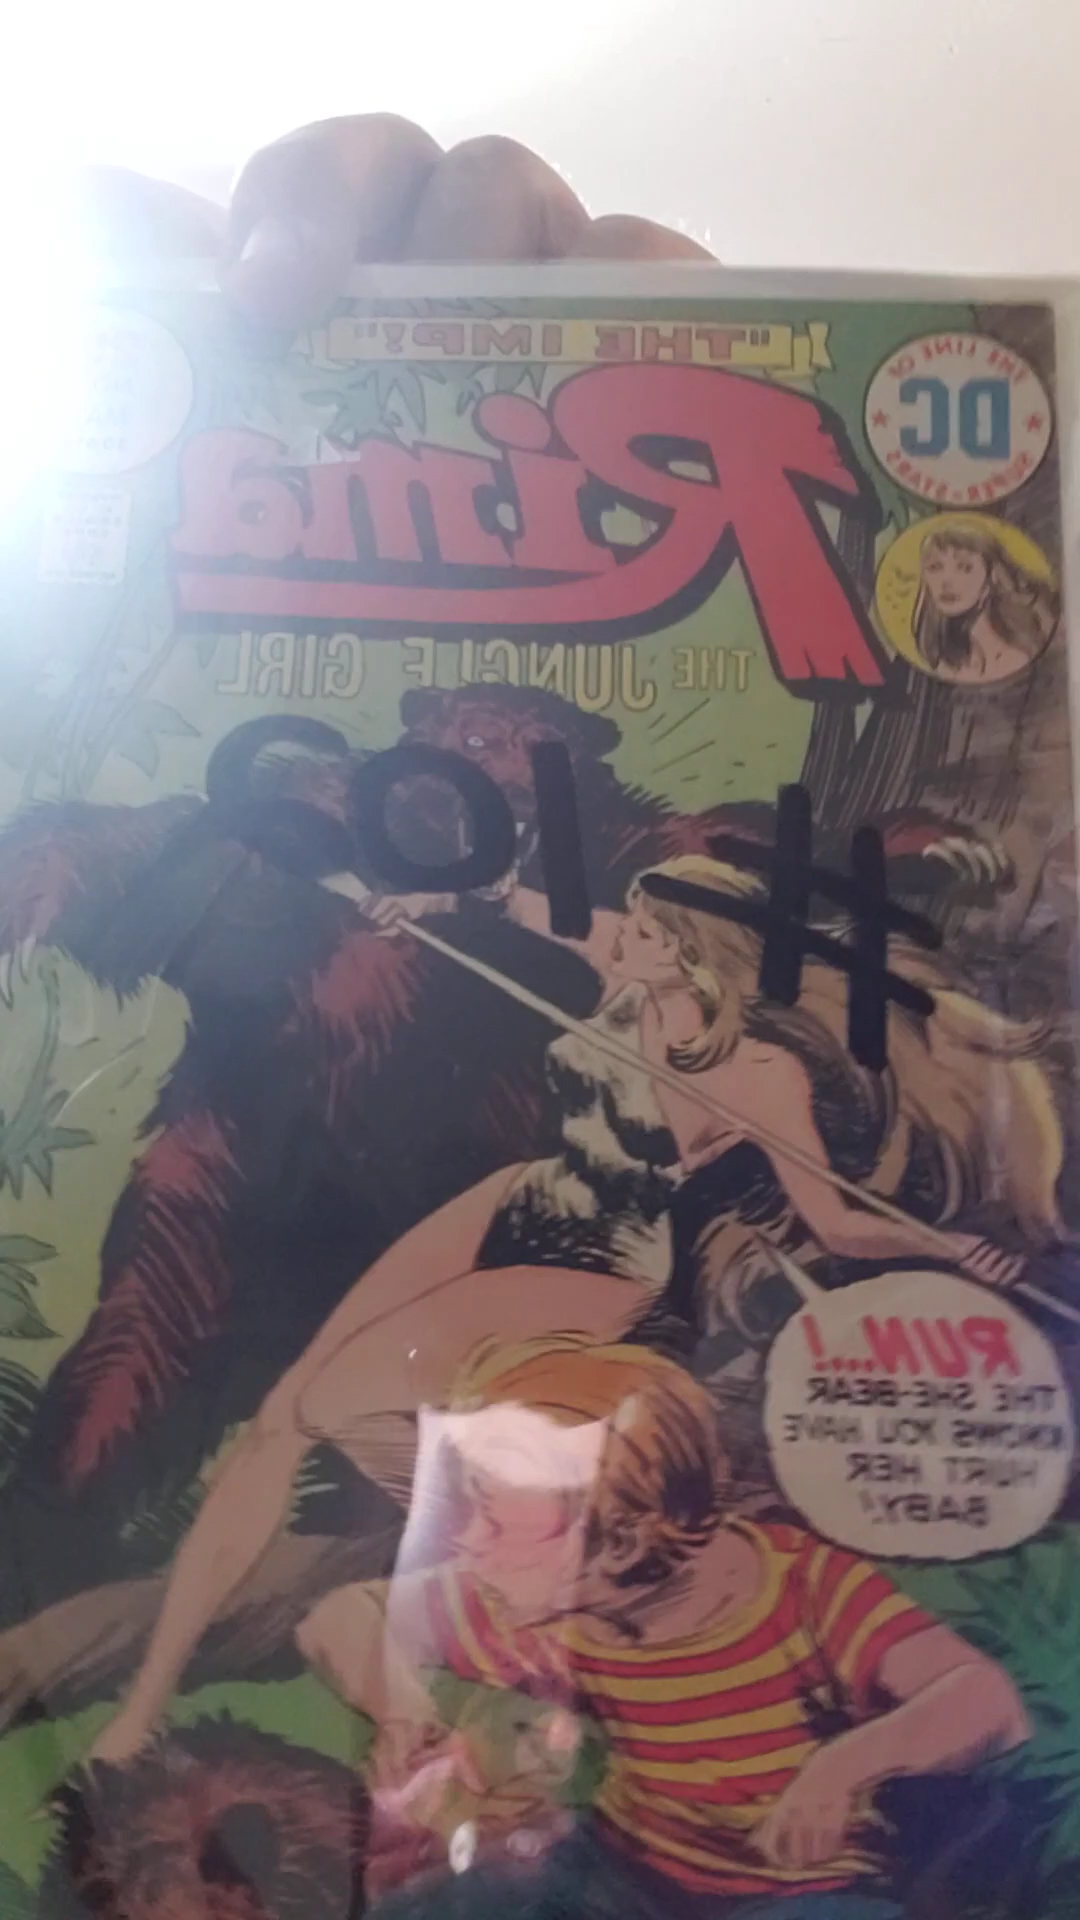 "THE IMP!"
THE LINE OF
DC
SUPER-STARS
Rima
THE JUNGLE GIRL
RUN...!
THE SHE-BEAR
KNOWS YOU HAVE
HURT HER
BABY!